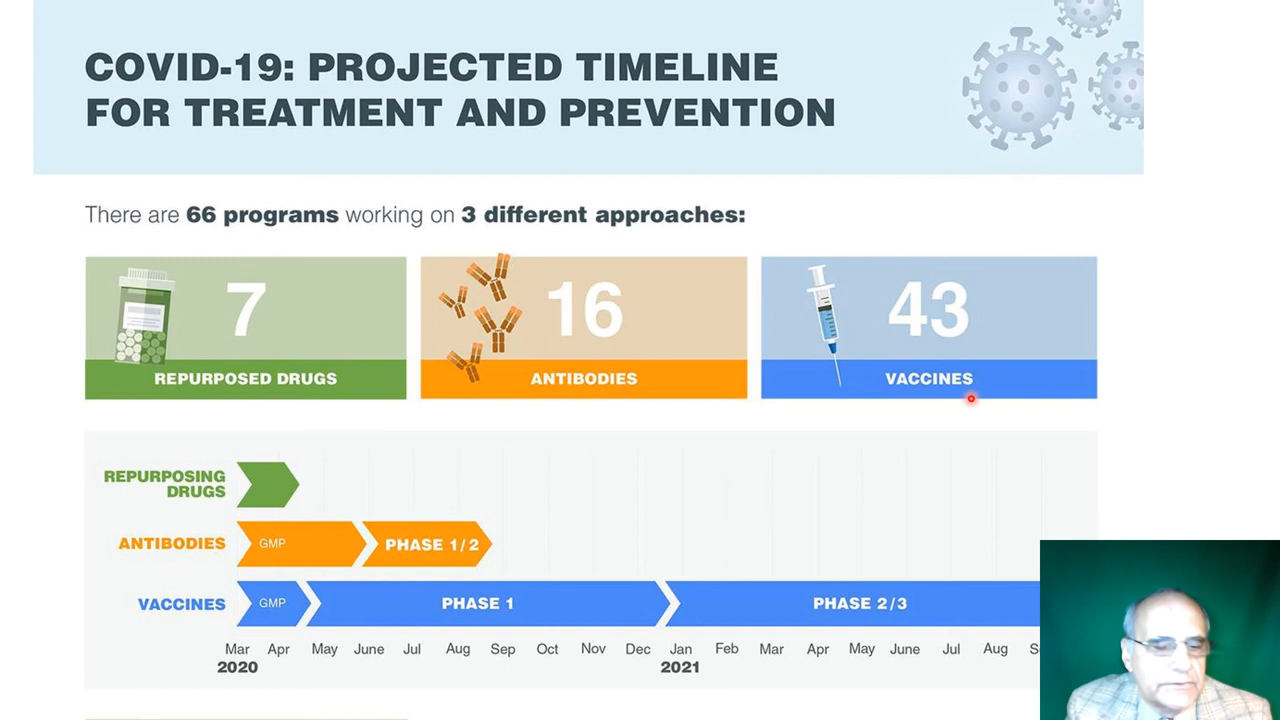 COVID-19: PROJECTED TIMELINE
FOR TREATMENT AND PREVENTION
There are 66 programs working on 3 different approaches:
7
REPURPOSED DRUGS
16
ANTIBODIES
43
VACCINES
REPURPOSING
DRUGS
ANTIBODIES
GMP
PHASE 1/2
VACCINES
GMP
PHASE 1
PHASE 2/3
Mar Apr May June Jul Aug Sep Oct Nov Dec Jan Feb Mar Apr May June Jul Aug
2020 2021